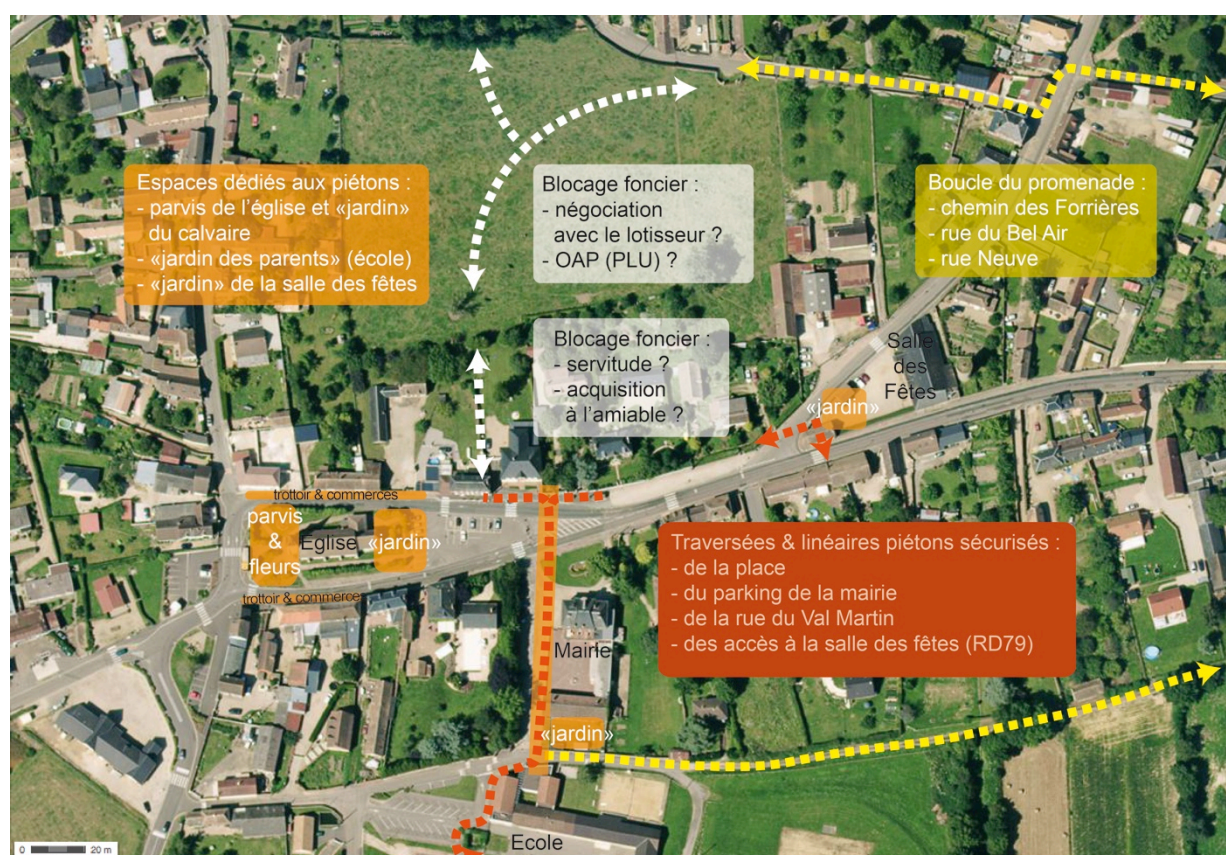 Espaces dédiés aux piétons :
- parvis de l'église et «jardin»
du calvaire
- «jardin des parents» (école)
- «jardin» de la salle des fêtes
Blocage foncier :
- négociation
avec le lotisseur ?
- OAP (PLU) ?
Boucle du promenade :
- chemin des Forrières
- rue du Bel Air
- rue Neuve
Blocage foncier :
- servitude ?
- acquisition
à l'amiable ?
Salle
des
Fêtes
«jardin»
trottoir & commerces
parvis
&
fleurs
Église
«jardin»
trottoir & commerces
Traversées & linéaires piétons sécurisés :
- de la place
- du parking de la mairie
- de la rue du Val Martin
- des accès à la salle des fêtes (RD79)
Mairie
«jardin»
Ecole
0 20 m